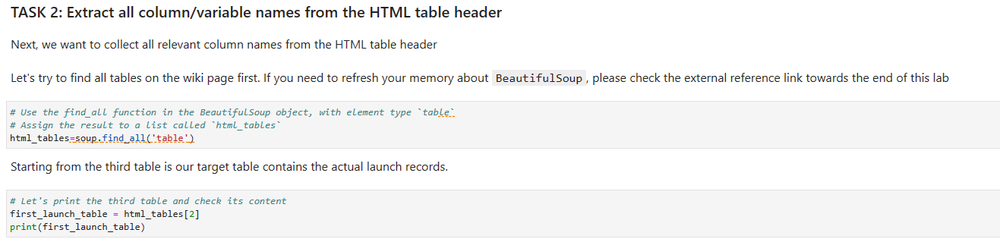 TASK 2: Extract all column/variable names from the HTML table header
Next, we want to collect all relevant column names from the HTML table header
Let's try to find all tables on the wiki page first. If you need to refresh your memory about BeautifulSoup, please check the external reference link towards the end of this lab
# Use the find_all function in the BeautifulSoup object, with element type `table`
# Assign the result to a list called `html_tables`
html_tables=soup.find_all('table')
Starting from the third table is our target table contains the actual launch records.
# Let's print the third table and check its content
first_launch_table = html_tables[2]
print(first_launch_table)